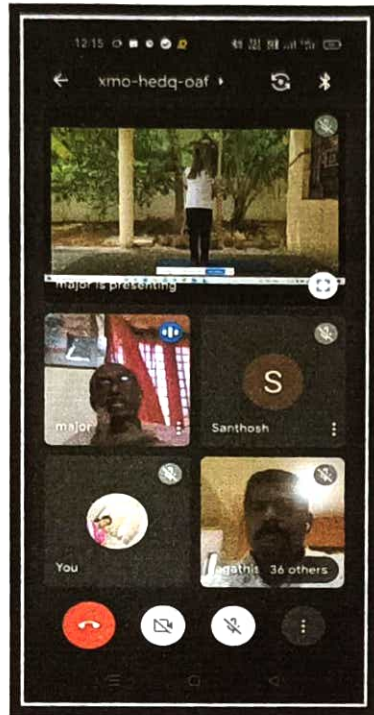 12:15
xmo-hedq-oaf
major is presenting
major
S
Santhosh
You
36 others